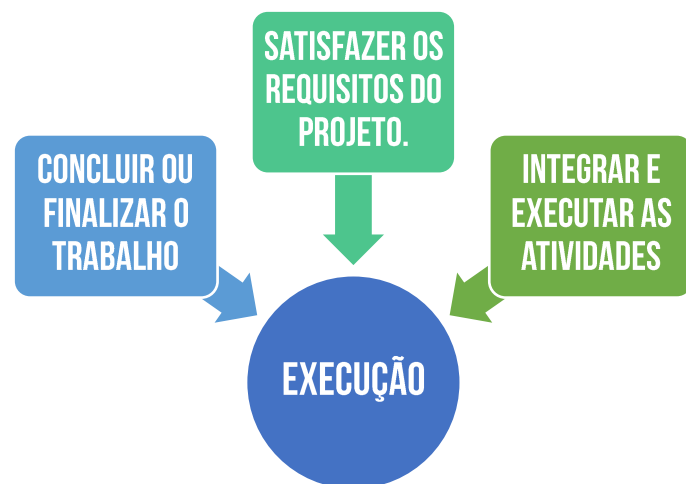 SATISFAZER OS
REQUISITOS DO
PROJETO.
CONCLUIR OU
FINALIZAR O
TRABALHO
INTEGRAR E
EXECUTAR AS
ATIVIDADES
EXECUÇÃO